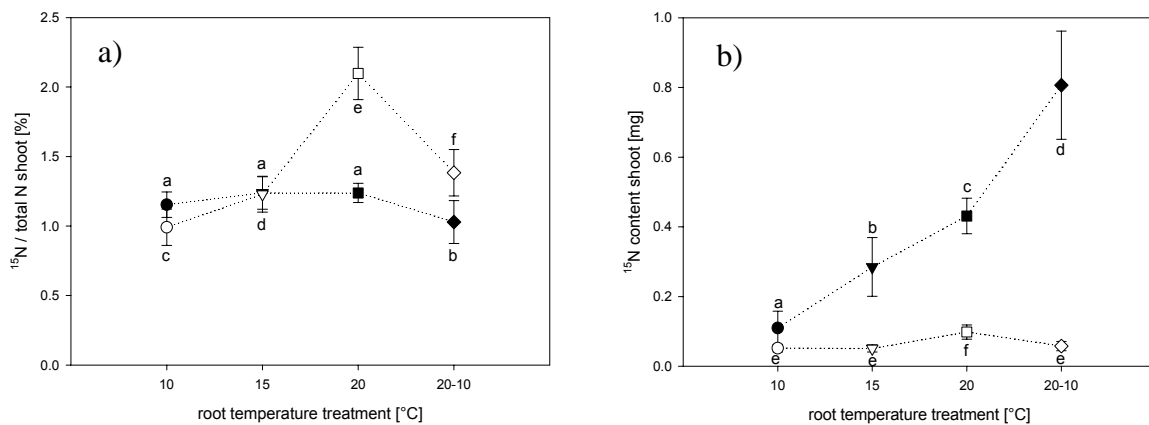 a)
¹⁵N / total N shoot [%]
2.5
2.0
1.5
1.0
0.5
0.0
a
c
a
d
e
a
f
b
10
15
20
20-10
root temperature treatment [°C]
b)
¹⁵N content shoot [mg]
1.0
0.8
0.6
0.4
0.2
0.0
a
e
b
e
c
f
d
e
10
15
20
20-10
root temperature treatment [°C]